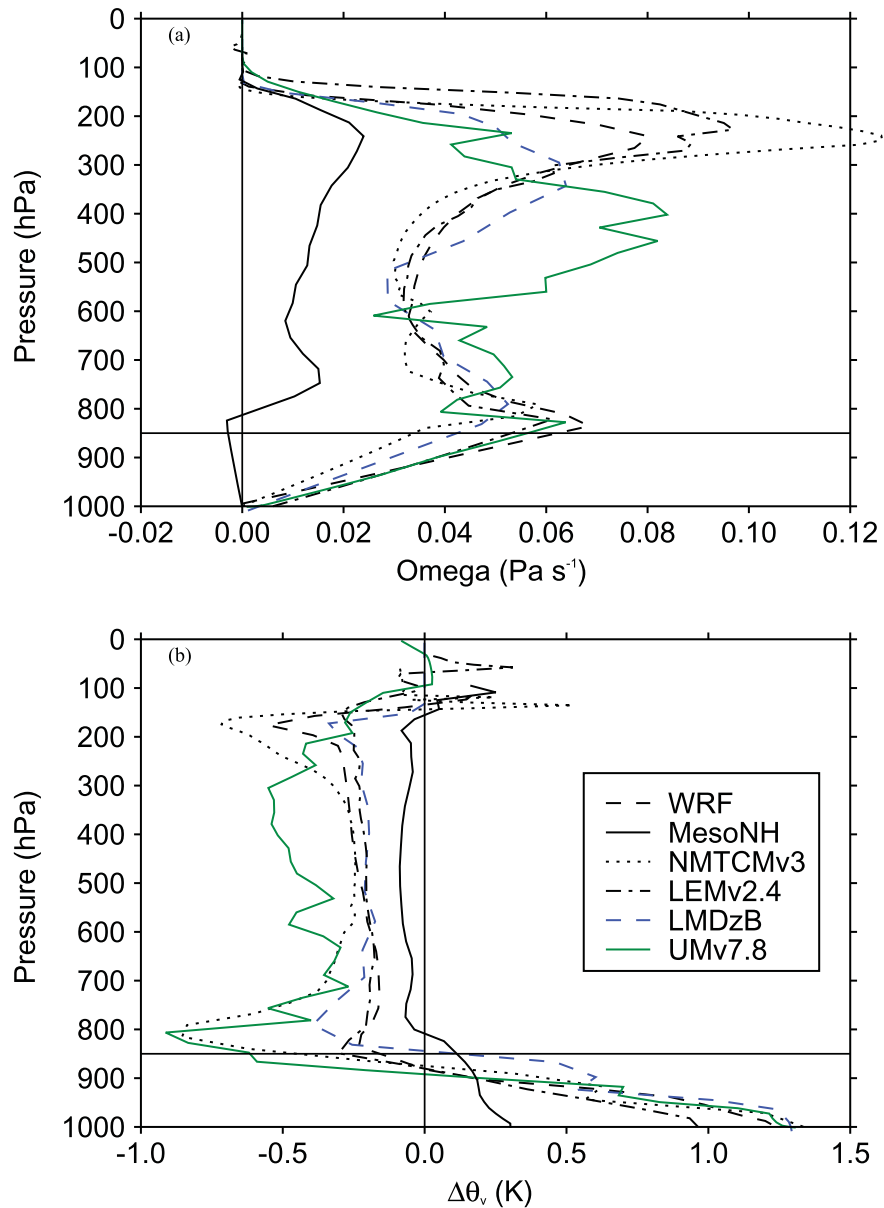 0
100
200
300
400
500
600
700
800
900
1000
Pressure (hPa)
(a)
-0.02 0.00 0.02 0.04 0.06 0.08 0.10 0.12
Omega (Pa s⁻¹)
0
100
200
300
400
500
600
700
800
900
1000
Pressure (hPa)
(b)
WRF
MesoNH
NMTCMv3
LEMv2.4
LMDzB
UMv7.8
-1.0 -0.5 0.0 0.5 1.0 1.5
Δθᵥ (K)